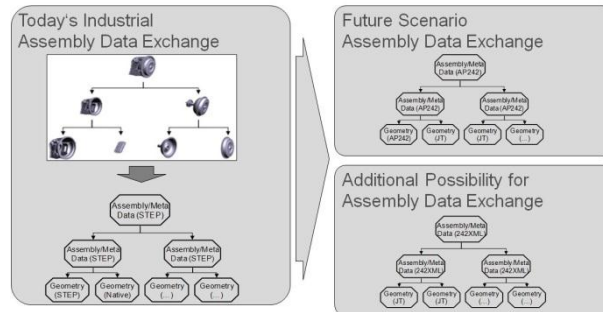 Today's Industrial
Assembly Data Exchange
Assembly/Meta
Data (STEP)
Assembly/Meta
Data (STEP)
Assembly/Meta
Data (STEP)
Geometry
(STEP)
Geometry
(Native)
Geometry
(...)
Geometry
(...)
Future Scenario
Assembly Data Exchange
Assembly/Meta
Data (AP242)
Assembly/Meta
Data (AP242)
Assembly/Meta
Data (AP242)
Geometry
(AP242)
Geometry
(JT)
Geometry
(JT)
Geometry
(...)
Additional Possibility for
Assembly Data Exchange
Assembly/Meta
Data (242XML)
Assembly/Meta
Data (242XML)
Assembly/Meta
Data (242XML)
Geometry
(JT)
Geometry
(JT)
Geometry
(...)
Geometry
(...)